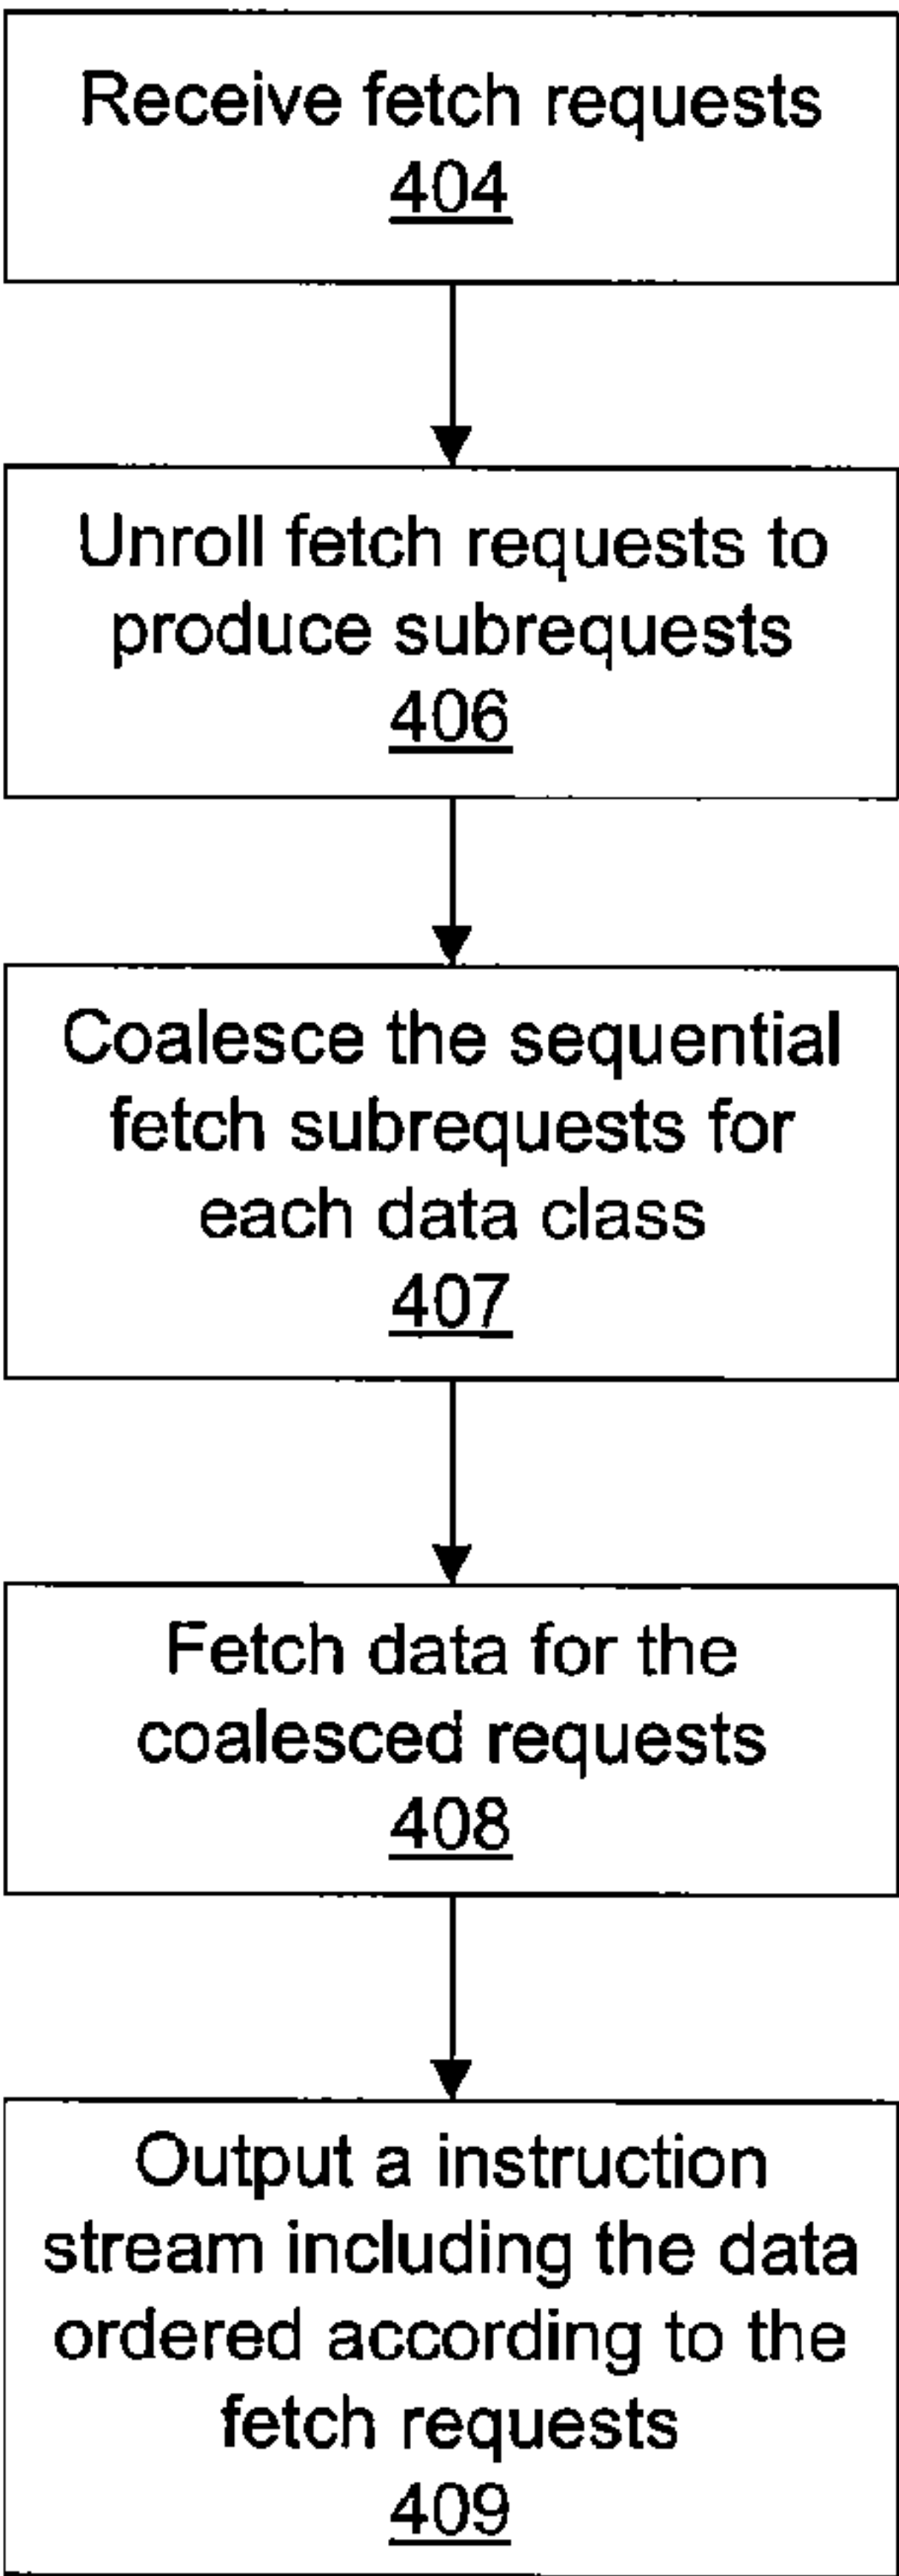 Receive fetch requests
404
Unroll fetch requests to
produce subrequests
406
Coalesce the sequential
fetch subrequests for
each data class
407
Fetch data for the
coalesced requests
408
Output a instruction
stream including the data
ordered according to the
fetch requests
409